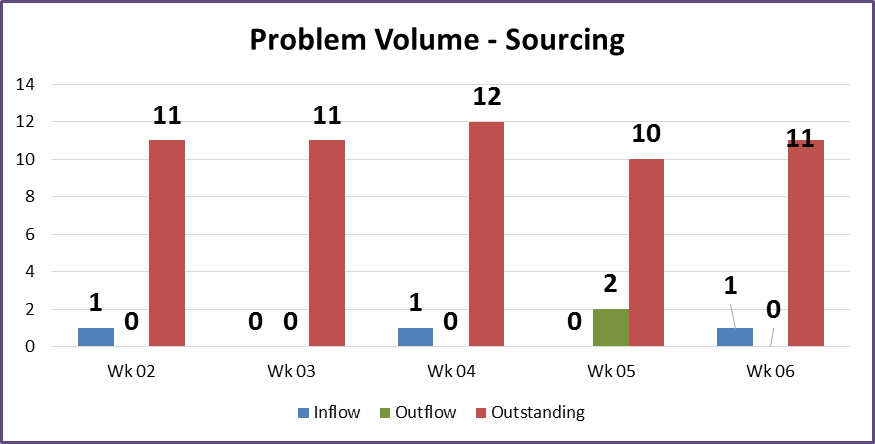 Problem Volume - Sourcing
14
12
10
8
6
4
2
0
1 0 11
0 0 11
1 0 12
0 2 10
1 0 11
Wk 02 Wk 03 Wk 04 Wk 05 Wk 06
Inflow Outflow Outstanding